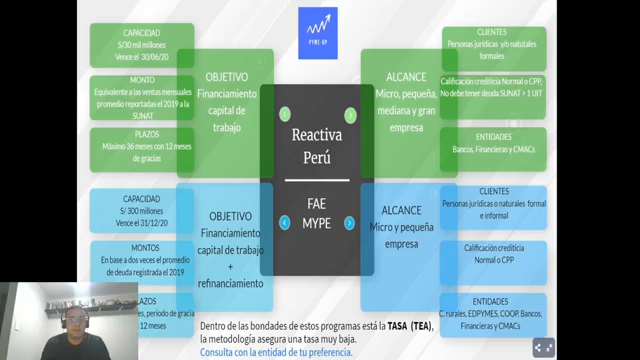 PYME-UP
CAPACIDAD
S/30 mil millones
Vence el 30/06/20
MONTO
Equivalente a las ventas mensuales
promedio reportadas el 2019 a la
SUNAT
PLAZOS
Máximo 36 meses con 12 meses
de gracias
OBJETIVO
Financiamiento
capital de
trabajo
Reactiva
Perú
ALCANCE
Micro, pequeña,
mediana y gran
empresa
CLIENTES
Personas jurídicas y/o natutales
formales
Calificación crediticia Normal o CPP,
No debe tener deuda SUNAT > 1 UIT
ENTIDADES
Bancos, Financieras y CMACs
CAPACIDAD
S/ 300 millones
Vence el 31/12/20
MONTOS
En base a dos veces el promedio
de deuda registrada el 2019
LAZOS
es, periodo de gracia
12 meses
OBJETIVO
Financiamiento
capital de trabajo
+
refinanciamiento
FAE
MYPE
ALCANCE
Micro y pequeña
empresa
CLIENTES
Personas jurídicas o naturales formal
e informal
Calificación crediticia
Normal o CPP
ENTIDADES
C. rurales, EDPYMES, COOP, Bancos,
Financieras y CMACs
Dentro de las bondades de estos programas está la TASA (TEA),
la metodología asegura una tasa muy baja.
Consulta con la entidad de tu preferencia.